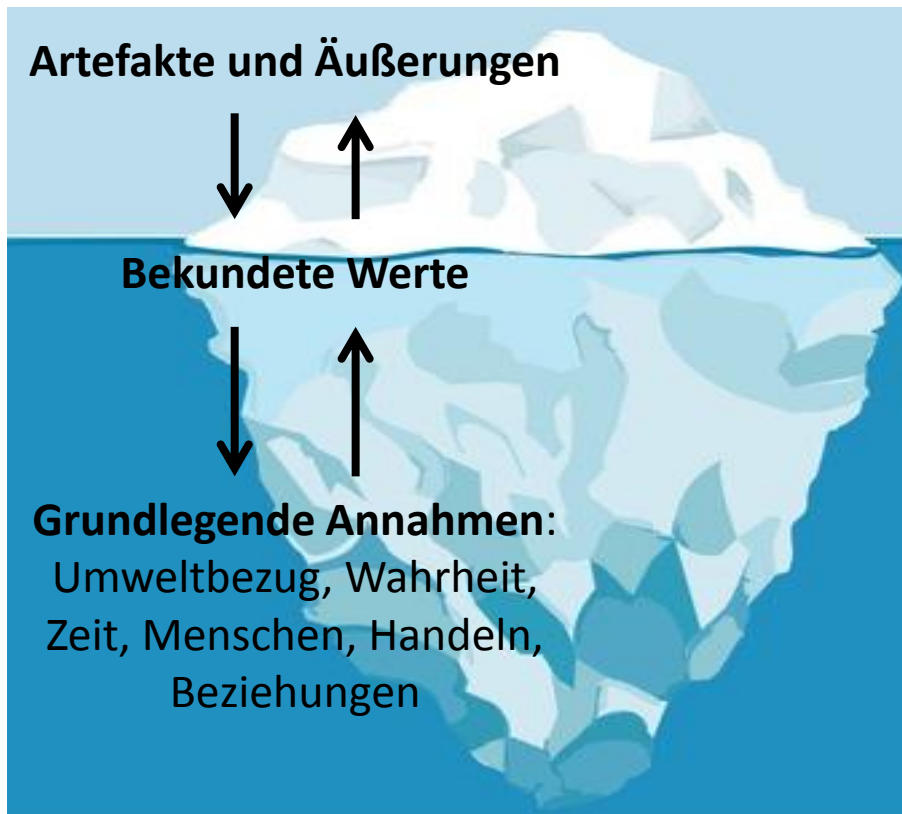 Artefakte und Äußerungen
Bekundete Werte
Grundlegende Annahmen:
Umweltbezug, Wahrheit,
Zeit, Menschen, Handeln,
Beziehungen